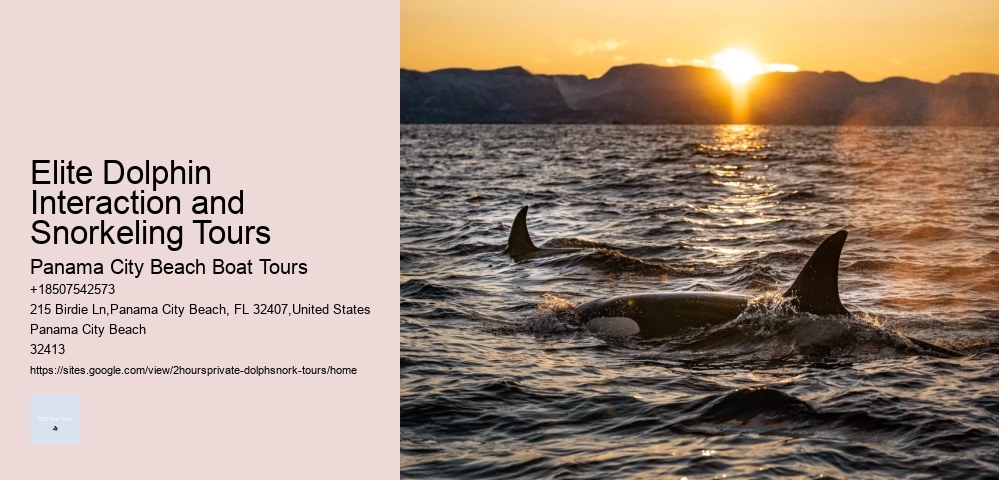 Elite Dolphin
Interaction and
Snorkeling Tours
Panama City Beach Boat Tours
+18507542573
215 Birdie Ln,Panama City Beach, FL 32407,United States
Panama City Beach
32413
https://sites.google.com/view/2hoursprivate-dolphsnork-tours/home